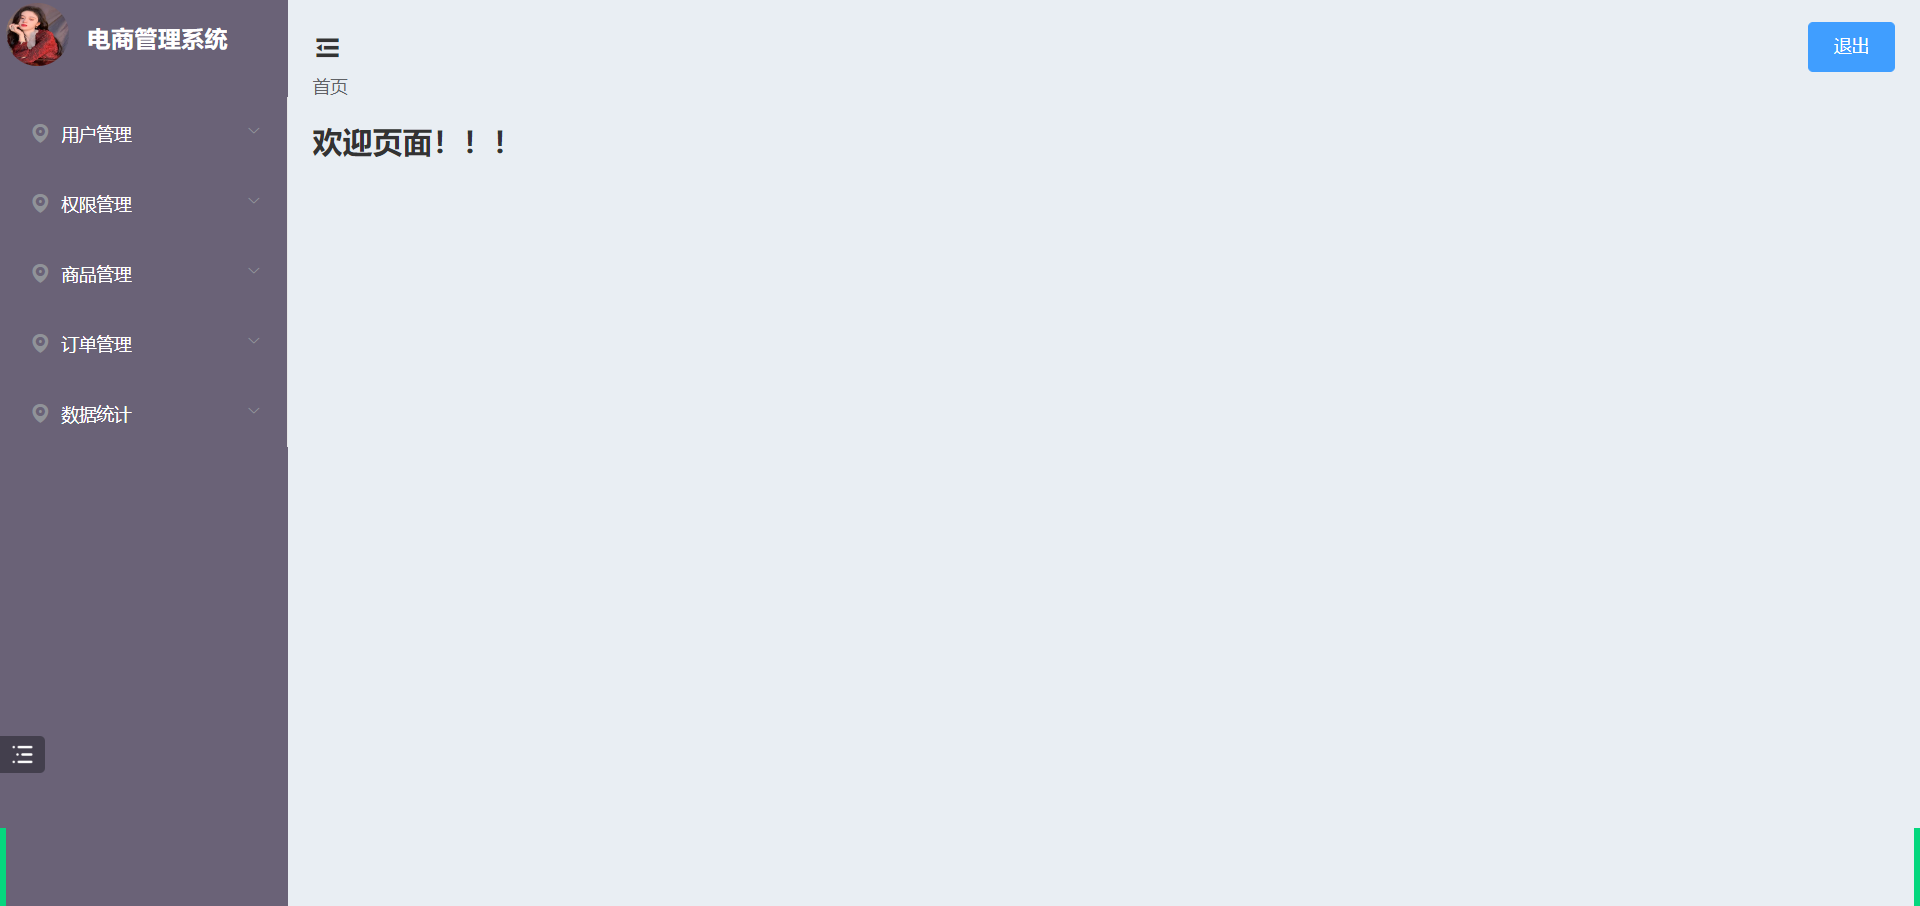 电商管理系统
退出
首页
欢迎页面！！！
用户管理
权限管理
商品管理
订单管理
数据统计